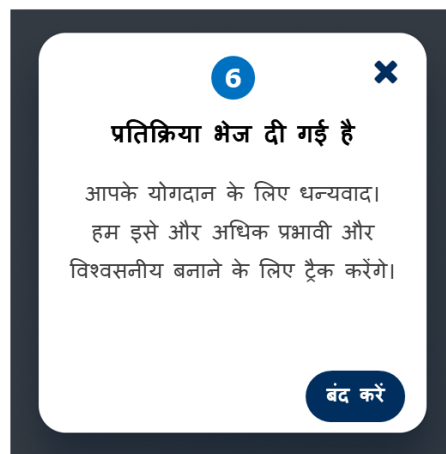 6
प्रतिक्रिया भेज दी गई है
आपके योगदान के लिए धन्यवाद।
हम इसे और अधिक प्रभावी और
विश्वसनीय बनाने के लिए ट्रैक करेंगे।
बंद करें